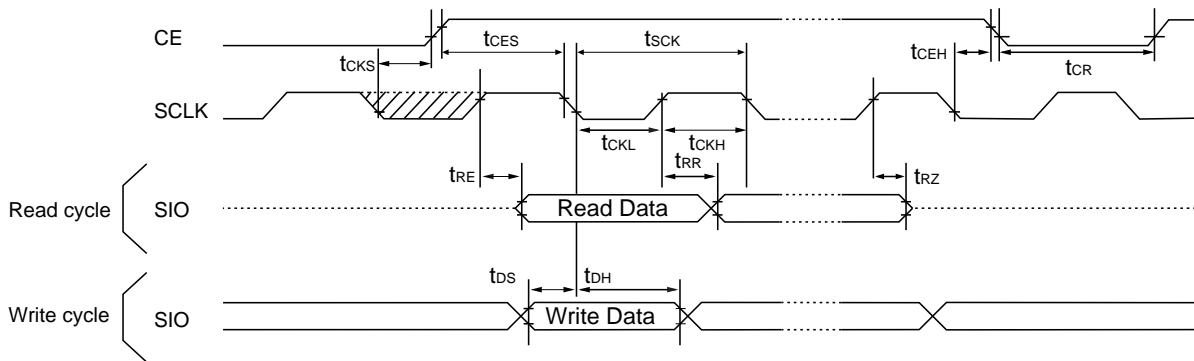 CE
tCES
tSCK
tCEH
tCKS
tCR
SCLK
tCKL
tCKH
tRE
tRR
tRZ
Read cycle
SIO
Read Data
tDS
tDH
Write cycle
SIO
Write Data